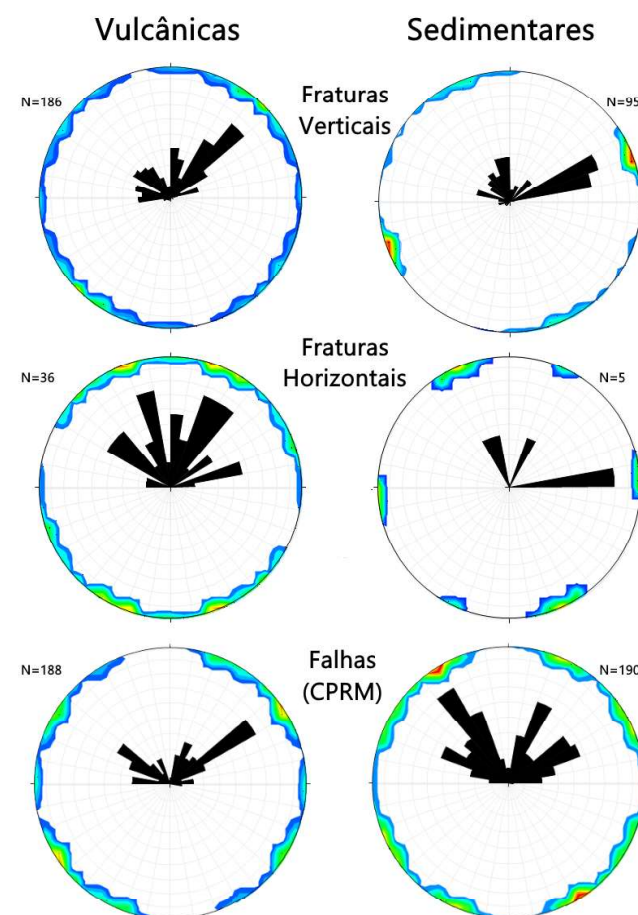 Vulcânicas
Sedimentares
N=186
Fraturas
Verticais
N=95
N=36
Fraturas
Horizontais
N=5
N=188
Falhas
(CPRM)
N=190